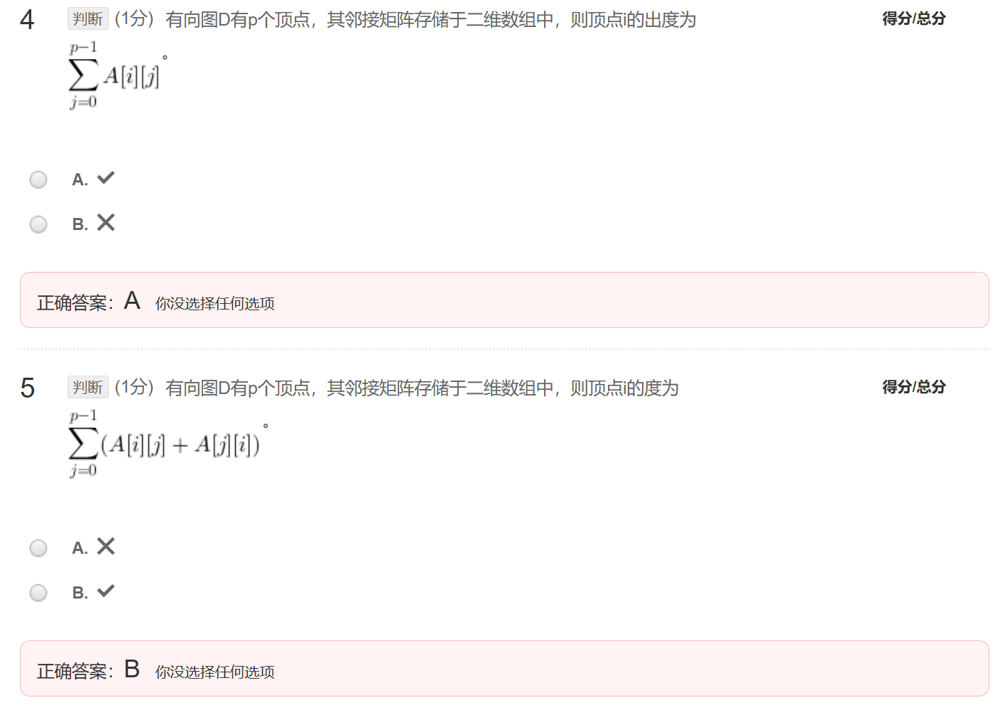 4 判断 (1分) 有向图D有p个顶点，其邻接矩阵存储于二维数组中，则顶点i的出度为 得分/总分
p−1
∑ A[i][j]。
j=0
A. ✔
B. ✕
正确答案：A 你没选择任何选项
5 判断 (1分) 有向图D有p个顶点，其邻接矩阵存储于二维数组中，则顶点i的度为 得分/总分
p−1
∑ (A[i][j] + A[j][i])。
j=0
A. ✕
B. ✔
正确答案：B 你没选择任何选项